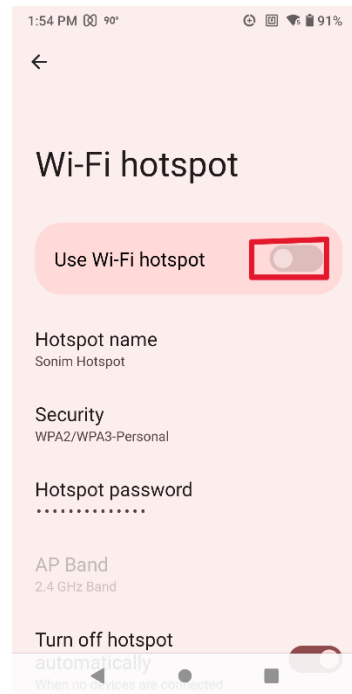 1:54 PM 90° 91%
Wi-Fi hotspot
Use Wi-Fi hotspot
Hotspot name
Sonim Hotspot
Security
WPA2/WPA3-Personal
Hotspot password
••••••••••••••
AP Band
2.4 GHz Band
Turn off hotspot
automatically
When no devices are connected